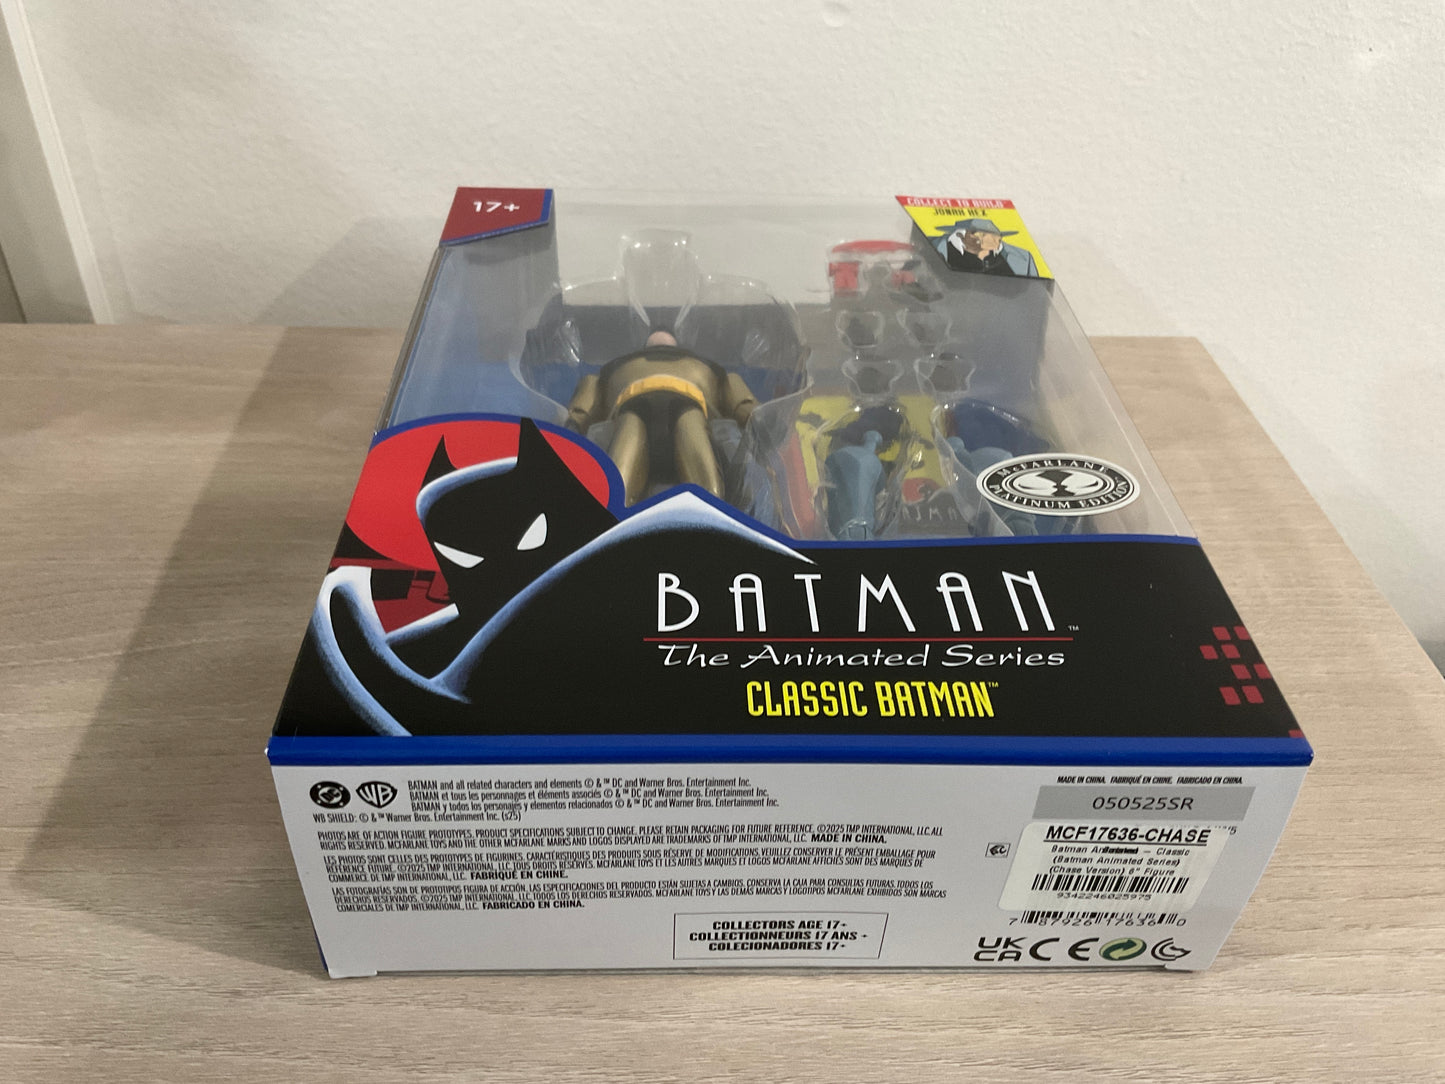 17+
COLLECT TO BUILD
JONAH HEX
McFARLANE
PLATINUM EDITION
BATMAN™
The Animated Series
CLASSIC BATMAN™
DC
WB
BATMAN and all related characters and elements © & ™ DC and Warner Bros. Entertainment Inc.
BATMAN et tous les personnages et éléments associés © & ™ DC and Warner Bros. Entertainment Inc.
BATMAN y todos los personajes y elementos relacionados © & ™ DC and Warner Bros. Entertainment Inc.
WB SHIELD: © & ™ Warner Bros. Entertainment Inc. (s25)
PHOTOS ARE OF ACTION FIGURE PROTOTYPES. PRODUCT SPECIFICATIONS SUBJECT TO CHANGE. PLEASE RETAIN PACKAGING FOR FUTURE REFERENCE. ©2025 TMP INTERNATIONAL, LLC. ALL
RIGHTS RESERVED. MCFARLANE TOYS AND THE OTHER MCFARLANE MARKS AND LOGOS DISPLAYED ARE TRADEMARKS OF TMP INTERNATIONAL, LLC. MADE IN CHINA.
LES PHOTOS SONT CELLES DES PROTOTYPES DE FIGURINES. CARACTÉRISTIQUES DES PRODUITS SOUS RÉSERVE DE MODIFICATIONS. VEUILLEZ CONSERVER LE PRÉSENT EMBALLAGE POUR
RÉFÉRENCE FUTURE. ©2025 TMP INTERNATIONAL, LLC. TOUS DROITS RÉSERVÉS. MCFARLANE TOYS ET LES AUTRES MARQUES ET LOGOS MCFARLANE AFFICHÉS SONT DES MARQUES DE
COMMERCE DE TMP INTERNATIONAL, LLC. FABRIQUÉ EN CHINE.
LAS FOTOGRAFÍAS SON DE PROTOTIPOS FIGURA DE ACCIÓN. LAS ESPECIFICACIONES DEL PRODUCTO ESTÁN SUJETAS A CAMBIOS. CONSERVA LA CAJA PARA CONSULTAS FUTURAS. TODOS LOS
DERECHOS RESERVADOS. ©2025 TMP INTERNATIONAL, LLC. TODOS LOS DERECHOS RESERVADOS. MCFARLANE TOYS Y LAS DEMÁS MARCAS Y LOGOTIPOS MCFARLANE EXHIBIDOS SON MARCAS
COMERCIALES DE TMP INTERNATIONAL, LLC. FABRICADO EN CHINA.
COLLECTORS AGE 17+
COLLECTIONNEURS 17 ANS +
COLECIONADORES 17+
MADE IN CHINA. FABRIQUÉ EN CHINE. FABRICADO EN CHINA.
050525SR
MCF17636-CHASE
Batman – Classic
(Batman Animated Series)
(Chase Version) 6" Figure
9342246025975
7 87926 17636 0
UK
CA CE